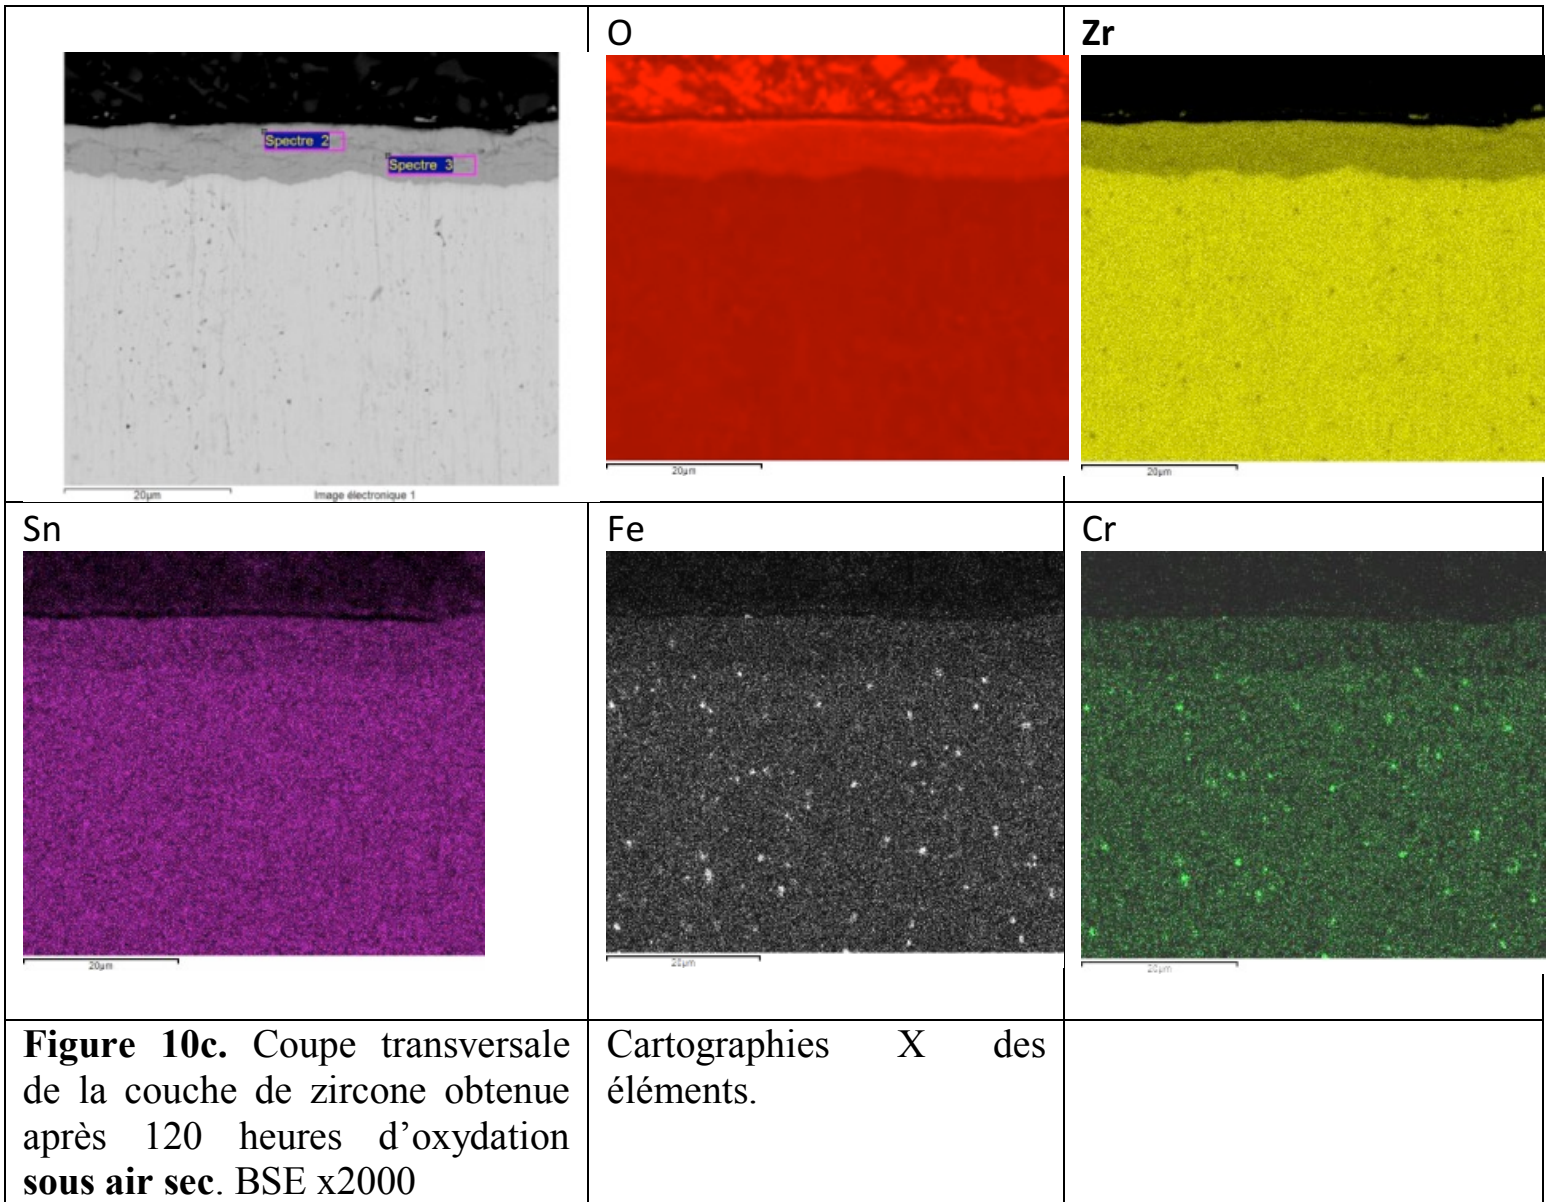 O
Zr
Spectre 2
Spectre 3
20µm
Image électronique 1
20µm
20µm
Sn
Fe
Cr
20µm
20µm
20µm
Figure 10c. Coupe transversale
de la couche de zircone obtenue
après 120 heures d’oxydation
sous air sec. BSE x2000
Cartographies X des
éléments.